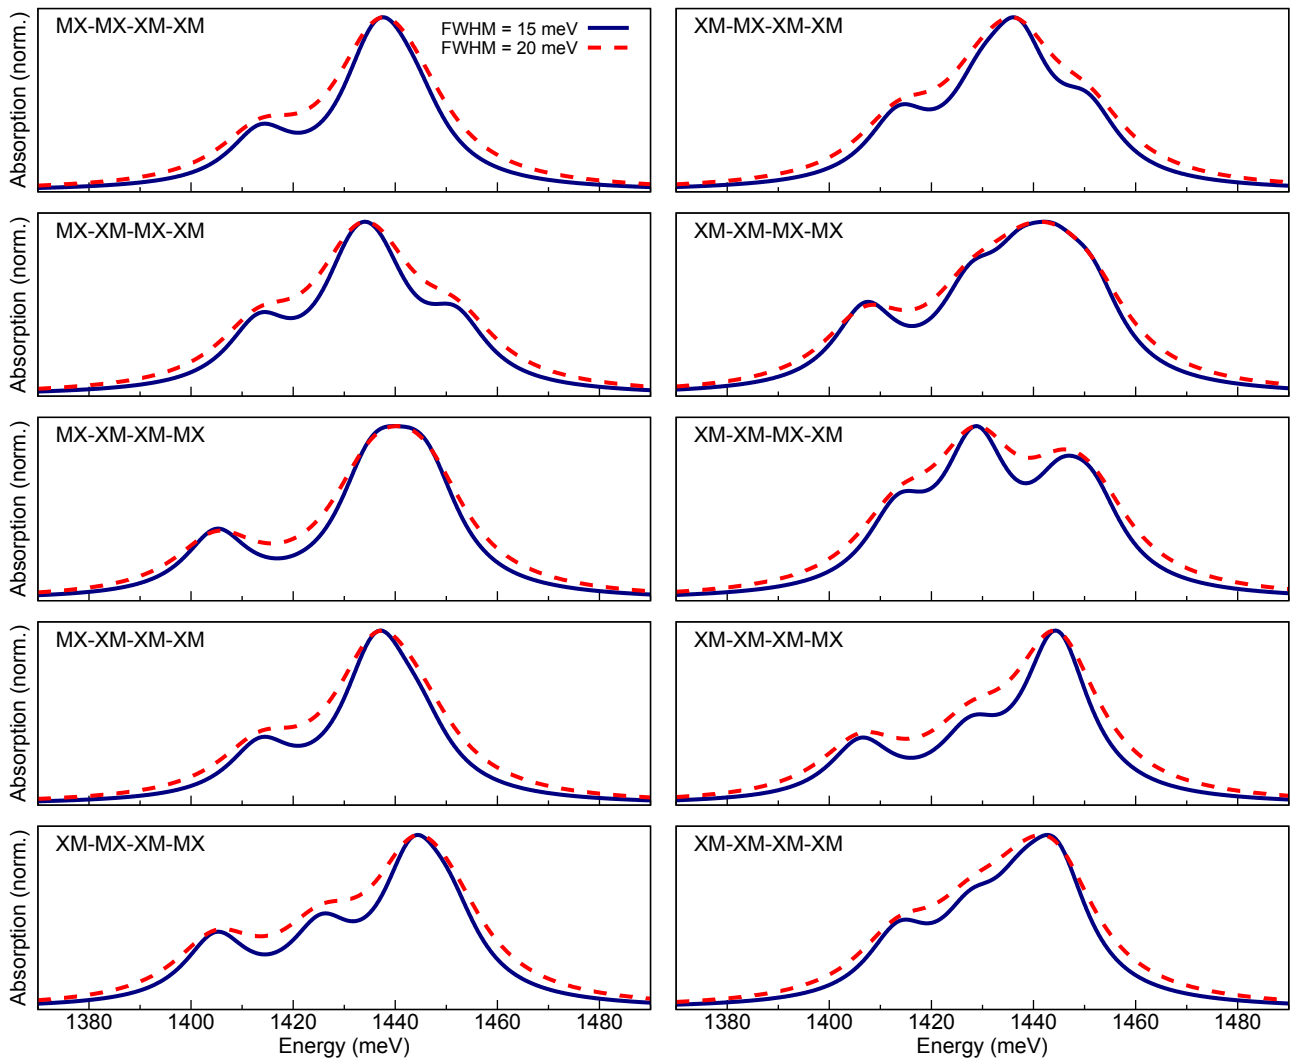 MX-MX-XM-XM
FWHM = 15 meV
FWHM = 20 meV
Absorption (norm.)
XM-MX-XM-XM
MX-XM-MX-XM
Absorption (norm.)
XM-XM-MX-MX
MX-XM-XM-MX
Absorption (norm.)
XM-XM-MX-XM
MX-XM-XM-XM
Absorption (norm.)
XM-XM-XM-MX
XM-MX-XM-MX
Absorption (norm.)
XM-XM-XM-XM
1380 1400 1420 1440 1460 1480
Energy (meV)
1380 1400 1420 1440 1460 1480
Energy (meV)